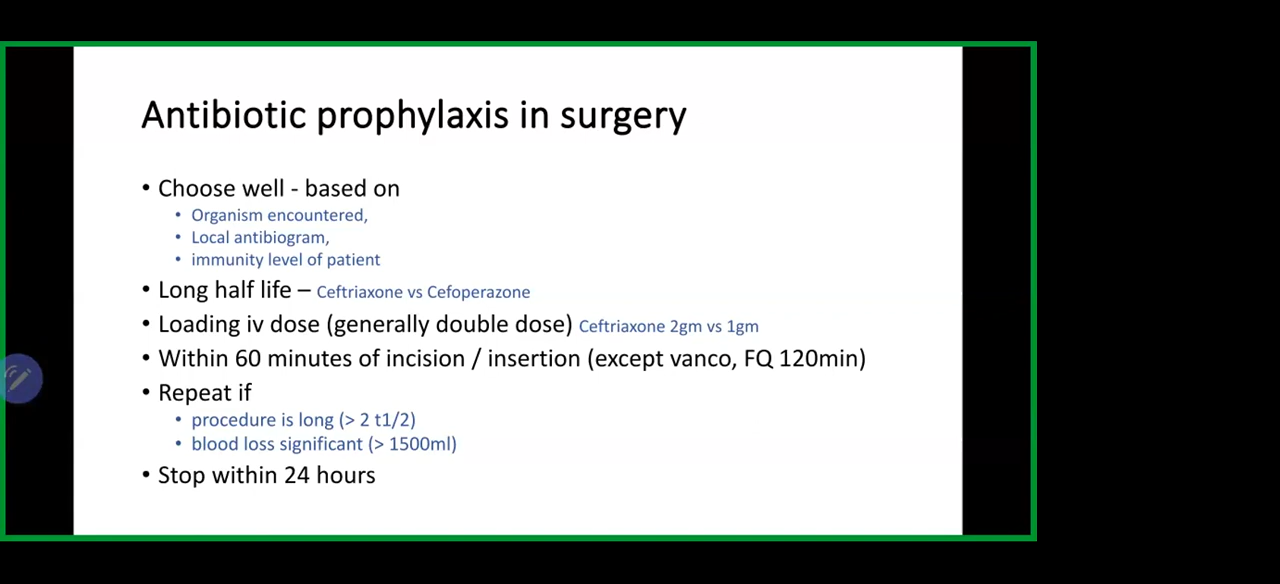 Antibiotic prophylaxis in surgery
• Choose well - based on
• Organism encountered,
• Local antibiogram,
• immunity level of patient
• Long half life – Ceftriaxone vs Cefoperazone
• Loading iv dose (generally double dose) Ceftriaxone 2gm vs 1gm
• Within 60 minutes of incision / insertion (except vanco, FQ 120min)
• Repeat if
• procedure is long (> 2 t1/2)
• blood loss significant (> 1500ml)
• Stop within 24 hours